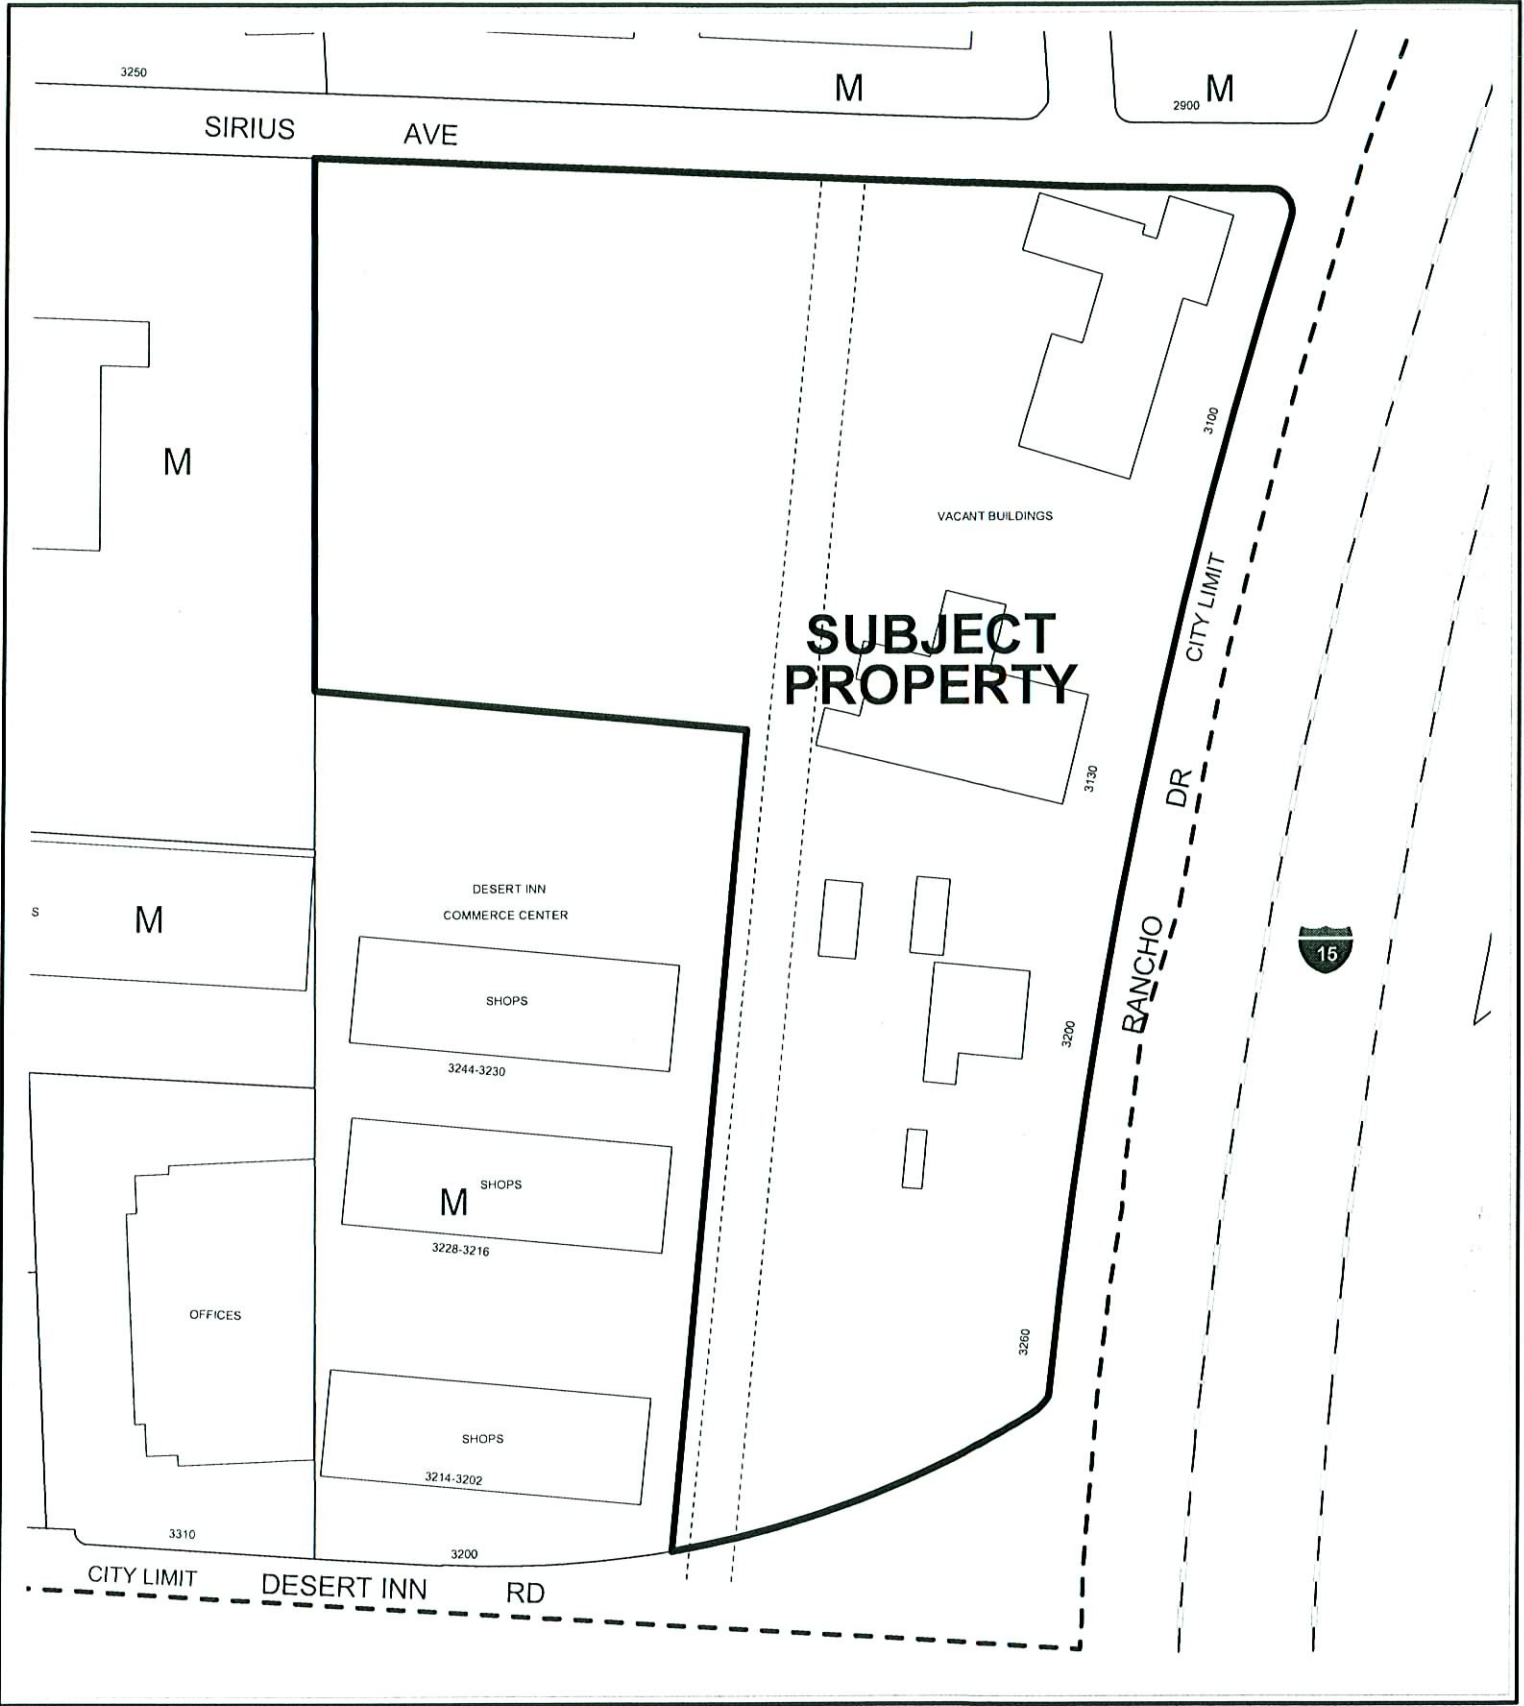 3250
M
2900
M
SIRIUS AVE
3100
M
VACANT BUILDINGS
CITY LIMIT
SUBJECT
PROPERTY
3130
DR
DESERT INN
COMMERCE CENTER
S
M
RANCHO
15
SHOPS
3200
3244-3230
SHOPS
M
3228-3216
OFFICES
3260
SHOPS
3214-3202
3310
3200
CITY LIMIT
DESERT INN RD